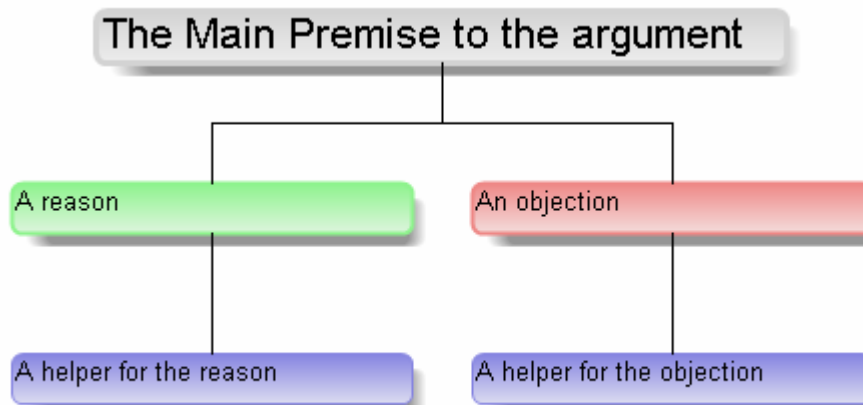 The Main Premise to the argument
A reason
An objection
A helper for the reason
A helper for the objection